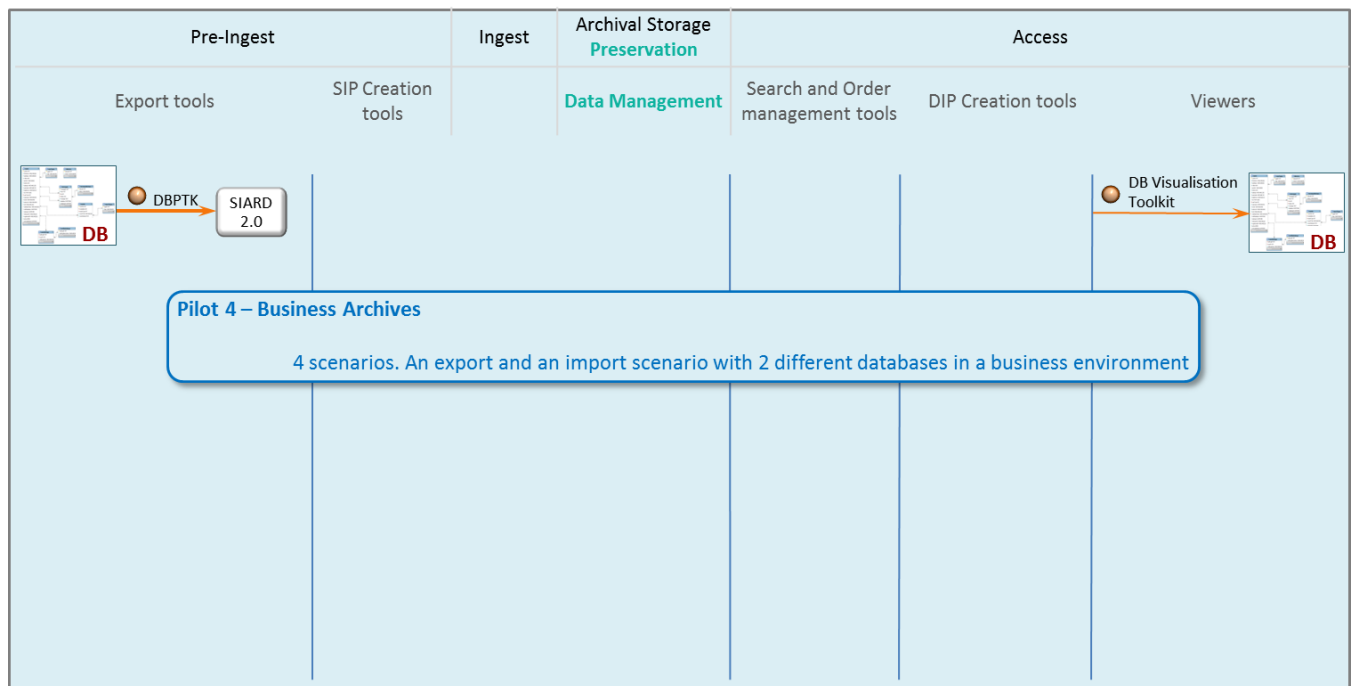 Pre-Ingest
Ingest
Archival Storage
Preservation
Access
Export tools
SIP Creation
tools
Data Management
Search and Order
management tools
DIP Creation tools
Viewers
DB
DBPTK
SIARD
2.0
DB Visualisation
Toolkit
DB
Pilot 4 – Business Archives
4 scenarios. An export and an import scenario with 2 different databases in a business environment